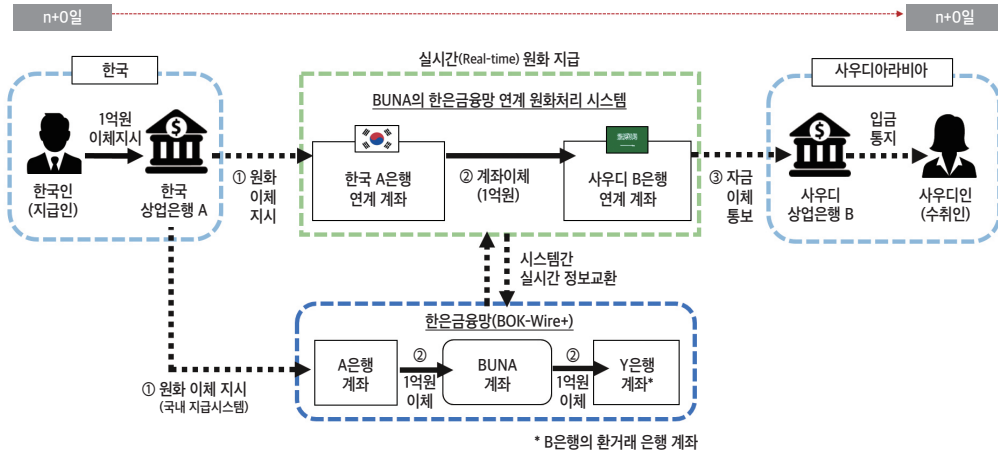 n+0일
n+0일
실시간(Real-time) 원화 지급
한국
사우디아라비아
BUNA의 한은금융망 연계 원화처리 시스템
1억원
이체지시
한국인
(지급인)
한국
상업은행 A
① 원화
이체
지시
한국 A은행
연계 계좌
② 계좌이체
(1억원)
사우디 B은행
연계 계좌
③ 자금
이체
통보
사우디
상업은행 B
입금
통지
사우디인
(수취인)
시스템간
실시간 정보교환
한은금융망(BOK-Wire+)
① 원화 이체 지시
(국내 지급시스템)
A은행
계좌
②
1억원
이체
BUNA
계좌
②
1억원
이체
Y은행
계좌*
* B은행의 환거래 은행 계좌